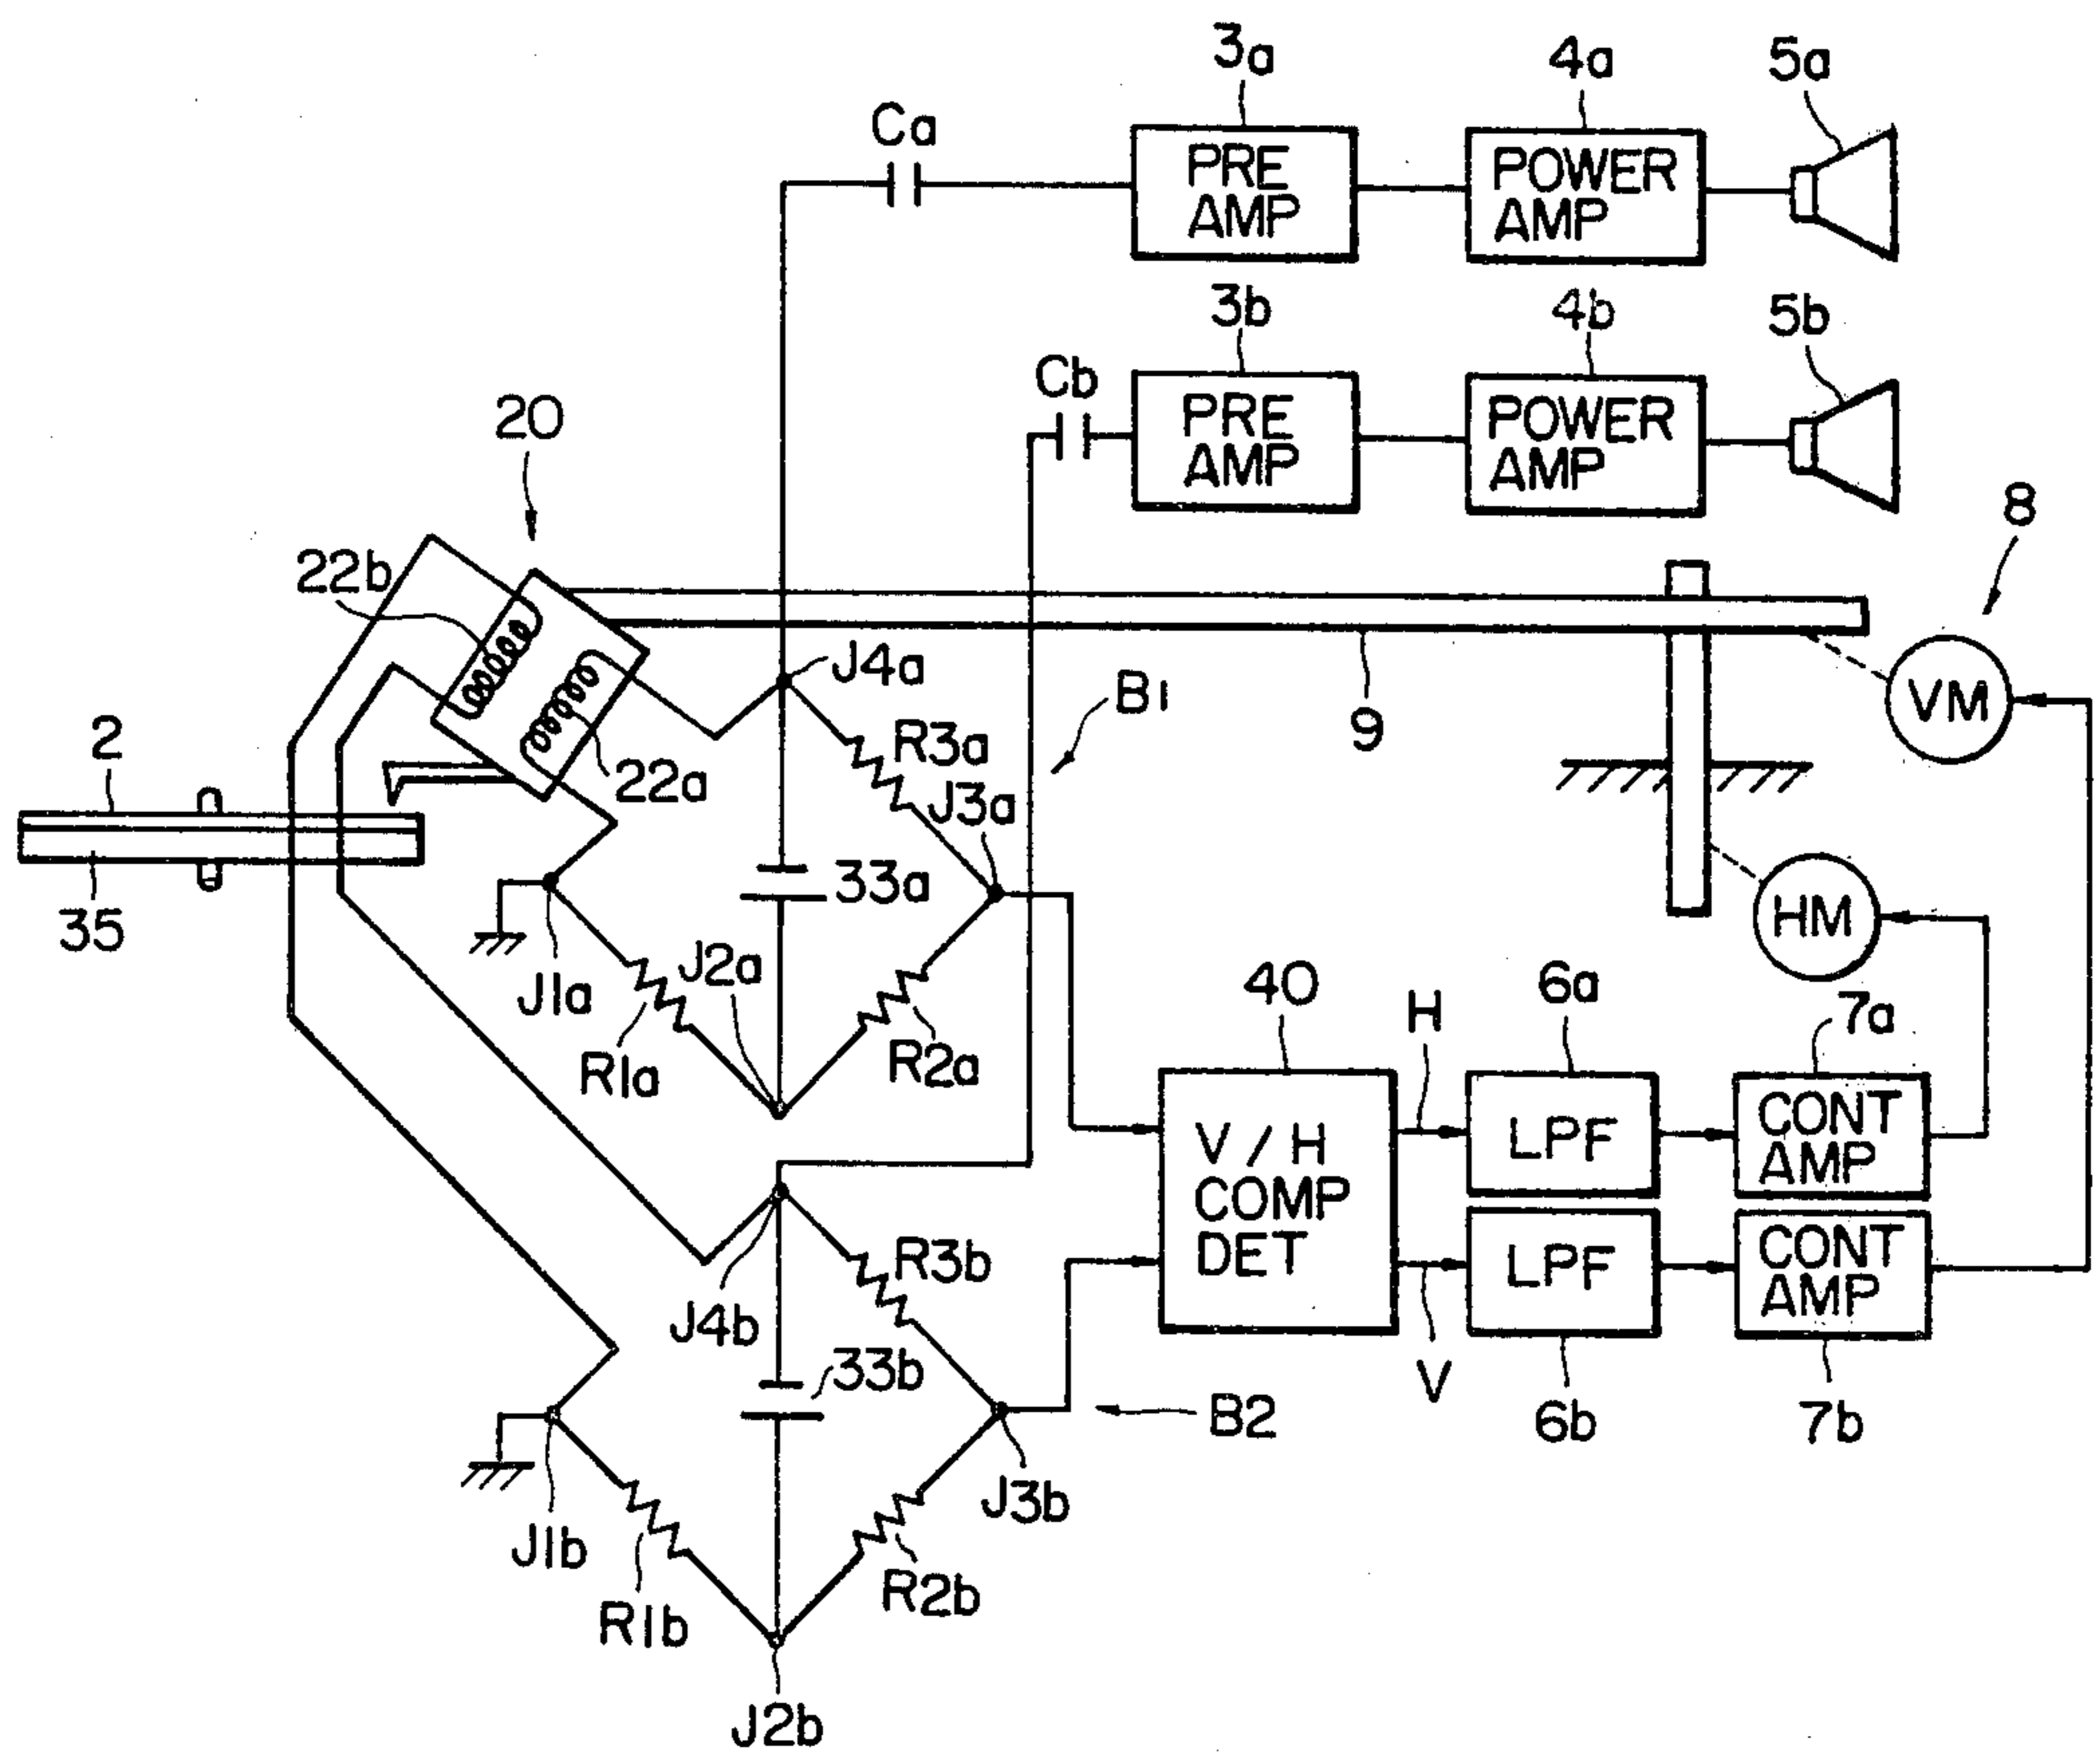 3a
4a
5a
Ca
PRE
AMP
POWER
AMP
3b
4b
5b
Cb
PRE
AMP
POWER
AMP
20
8
22b
J4a
B1
VM
R3a
9
2
22a
J3a
33a
35
HM
J2a
J1a
40
H
6a
7a
R1a
R2a
V/H
COMP
DET
LPF
CONT
AMP
LPF
CONT
AMP
R3b
J4b
33b
V
B2
6b
7b
J3b
J1b
R2b
R1b
J2b